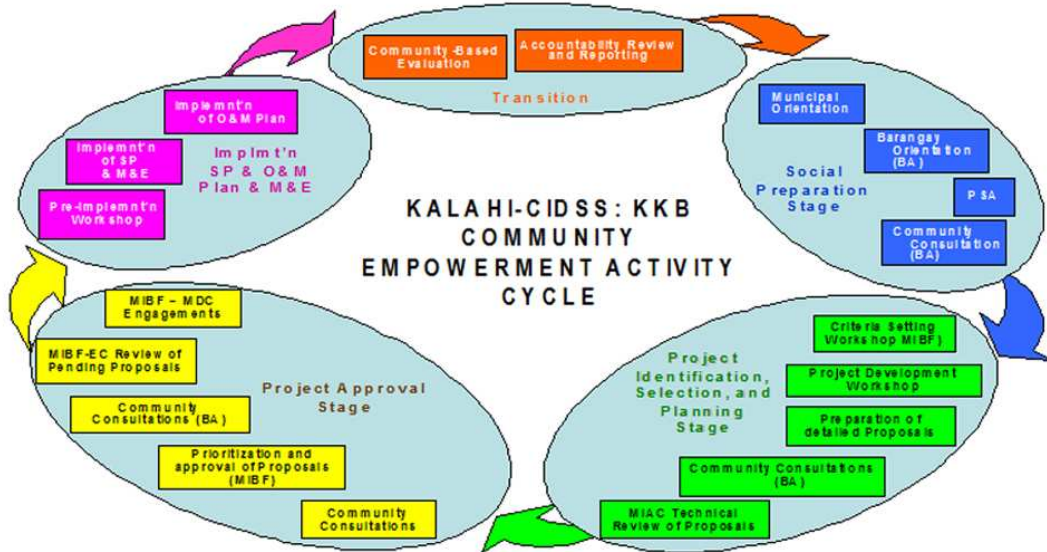 Community -Based
Evaluation
Accountability Review
and Reporting
Transition
Municipal
Orientation
Barangay
Orientation
(BA)
PSA
Community
Consultation
(BA)
Social
Preparation
Stage
Criteria Setting
Workshop MIBF)
Project Development
Workshop
Preparation of
detailed Proposals
Community Consultations
(BA)
MIAC Technical
Review of Proposals
Project
Identification,
Selection, and
Planning
Stage
Community
Consultations
Prioritization and
approval of Proposals
(MIBF)
Community
Consultations (BA)
MIBF-EC Review of
Pending Proposals
MIBF – MDC
Engagements
Project Approval
Stage
Pre-Implemnt'n
Workshop
Implemnt'n
of SP
& M&E
Implemnt'n
of O&M Plan
Implmt'n
SP & O&M
Plan & M&E
KALAHI-CIDSS: KKB
COMMUNITY
EMPOWERMENT ACTIVITY
CYCLE